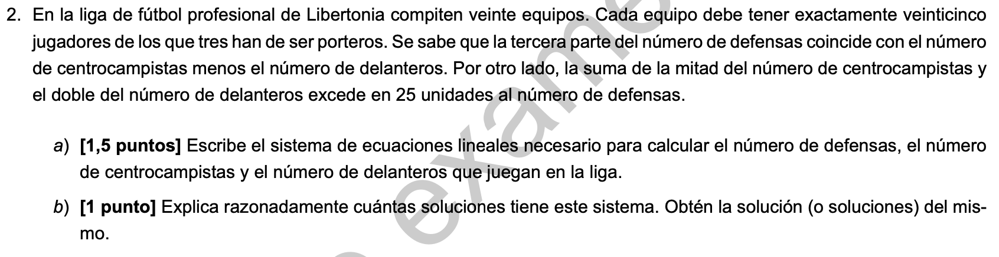 2. En la liga de fútbol profesional de Libertonia compiten veinte equipos. Cada equipo debe tener exactamente veinticinco
jugadores de los que tres han de ser porteros. Se sabe que la tercera parte del número de defensas coincide con el número
de centrocampistas menos el número de delanteros. Por otro lado, la suma de la mitad del número de centrocampistas y
el doble del número de delanteros excede en 25 unidades al número de defensas.
a) [1,5 puntos] Escribe el sistema de ecuaciones lineales necesario para calcular el número de defensas, el número
de centrocampistas y el número de delanteros que juegan en la liga.
b) [1 punto] Explica razonadamente cuántas soluciones tiene este sistema. Obtén la solución (o soluciones) del mis-
mo.
exame